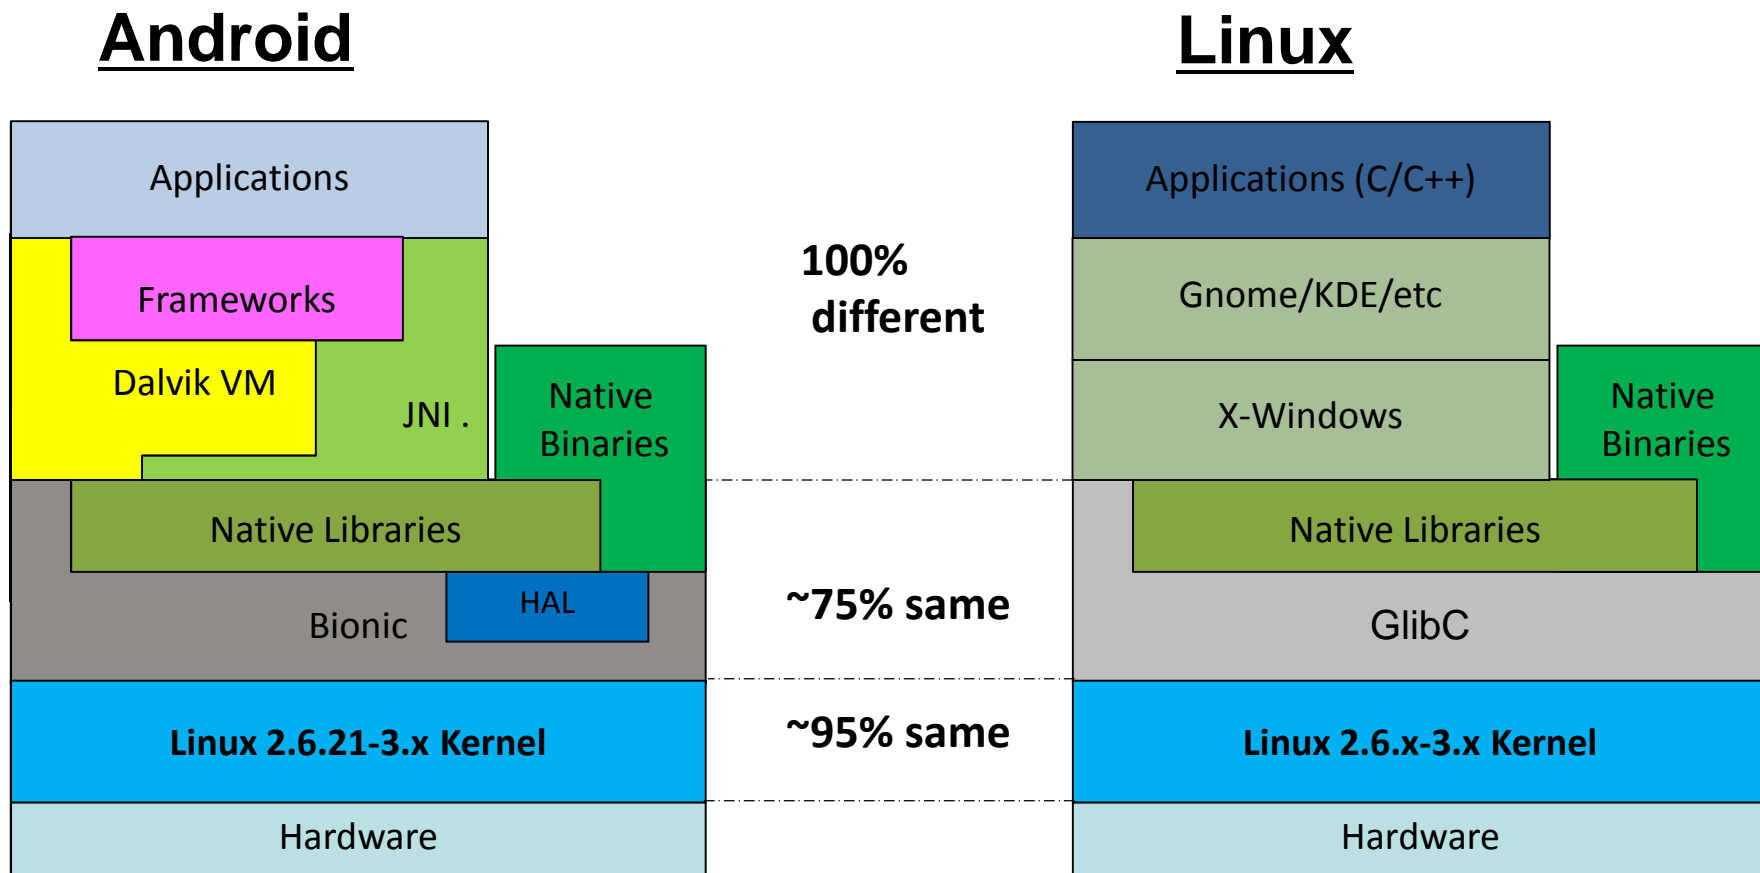 Android
Applications
Frameworks
Dalvik VM
JNI .
Native
Binaries
Native Libraries
HAL
Bionic
Linux 2.6.21-3.x Kernel
Hardware
100%
different
~75% same
~95% same
Linux
Applications (C/C++)
Gnome/KDE/etc
X-Windows
Native
Binaries
Native Libraries
GlibC
Linux 2.6.x-3.x Kernel
Hardware